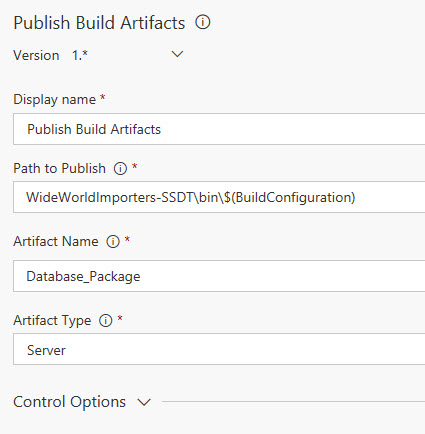 Publish Build Artifacts
Version 1.*
Display name *
Publish Build Artifacts
Path to Publish *
WideWorldImporters-SSDT\bin\$(BuildConfiguration)
Artifact Name *
Database_Package
Artifact Type *
Server
Control Options